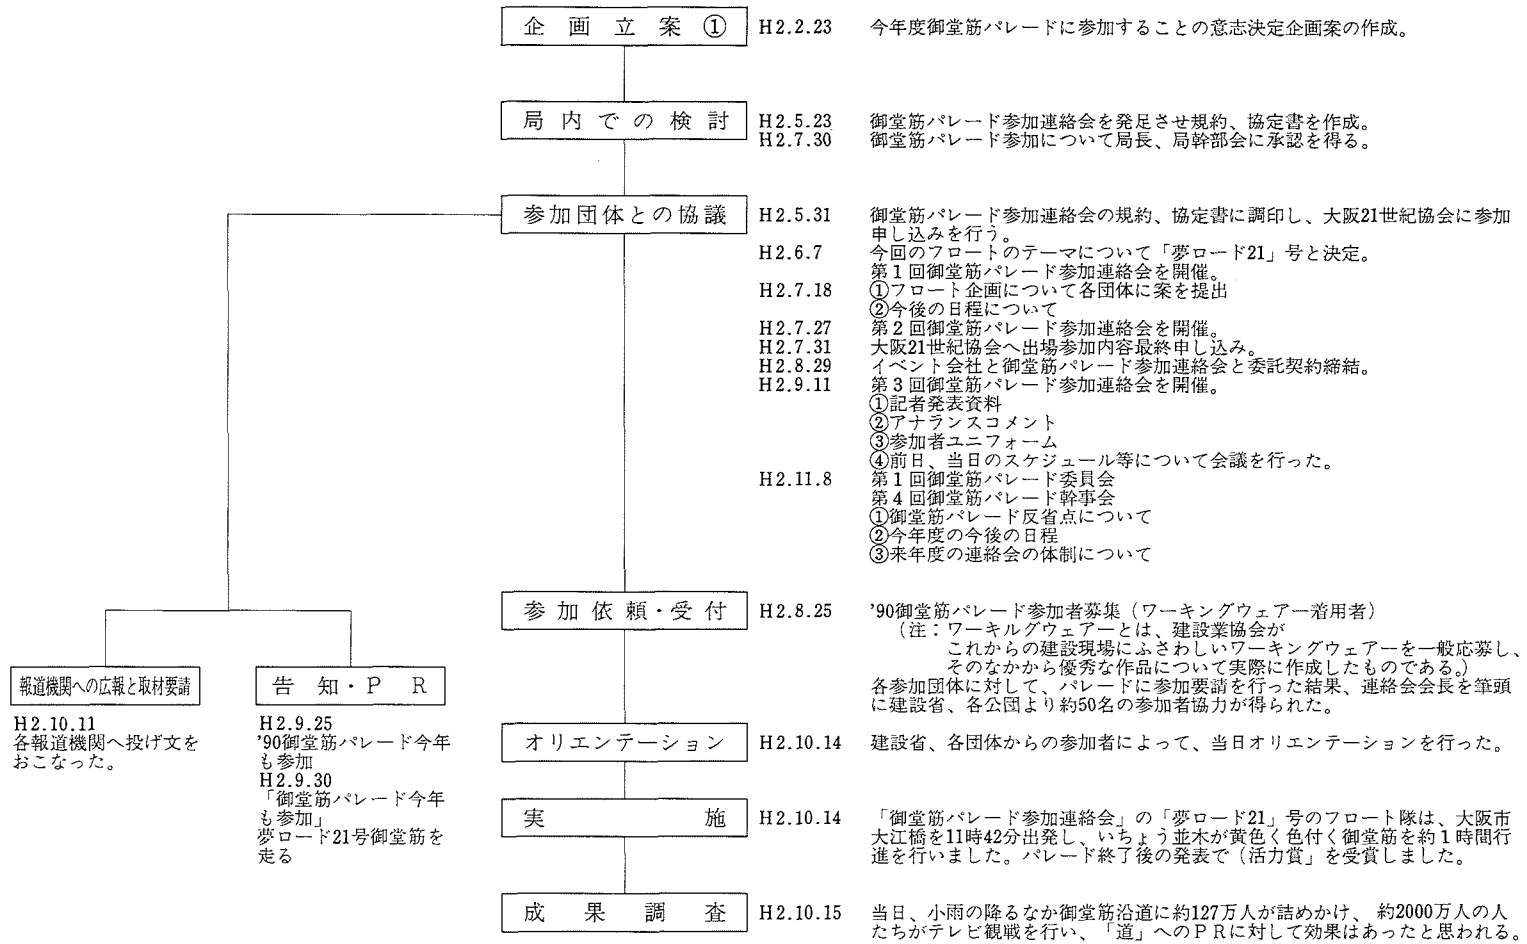 企画立案① H2.2.23 今年度御堂筋パレードに参加することの意志決定企画案の作成。
局内での検討 H2.5.23 御堂筋パレード参加連絡会を発足させ規約、協定書を作成。
H2.7.30 御堂筋パレード参加について局長、局幹部会に承認を得る。
参加団体との協議 H2.5.31 御堂筋パレード参加連絡会の規約、協定書に調印し、大阪21世紀協会に参加
申し込みを行う。
H2.6.7 今回のフロートのテーマについて「夢ロード21」号と決定。
第1回御堂筋パレード参加連絡会を開催。
H2.7.18 ①フロート企画について各団体に案を提出
②今後の日程について
H2.7.27 第2回御堂筋パレード参加連絡会を開催。
H2.7.31 大阪21世紀協会へ出場参加内容最終申し込み。
H2.8.29 イベント会社と御堂筋パレード参加連絡会と委託契約締結。
H2.9.11 第3回御堂筋パレード参加連絡会を開催。
①記者発表資料
②アナランスコメント
③参加者ユニフォーム
④前日、当日のスケジュール等について会議を行った。
H2.11.8 第1回御堂筋パレード委員会
第4回御堂筋パレード幹事会
①御堂筋パレード反省点について
②今年度の今後の日程
③来年度の連絡会の体制について
参加依頼・受付 H2.8.25 '90御堂筋パレード参加者募集（ワーキングウェアー着用者）
（注：ワーキルグウェアーとは、建設業協会が
これからの建設現場にふさわしいワーキングウェアーを一般応募し、
そのなかから優秀な作品について実際に作成したものである。）
各参加団体に対して、パレードに参加要請を行った結果、連絡会会長を筆頭
に建設省、各公団より約50名の参加者協力が得られた。
報道機関への広報と取材要請
H2.10.11
各報道機関へ投げ文を
おこなった。
告知・PR
H2.9.25
'90御堂筋パレード今年
も参加
H2.9.30
「御堂筋パレード今年
も参加」
夢ロード21号御堂筋を
走る
オリエンテーション H2.10.14 建設省、各団体からの参加者によって、当日オリエンテーションを行った。
実施 H2.10.14 「御堂筋パレード参加連絡会」の「夢ロード21」号のフロート隊は、大阪市
大江橋を11時42分出発し、いちょう並木が黄色く色付く御堂筋を約1時間行
進を行いました。パレード終了後の発表で（活力賞」を受賞しました。
成果調査 H2.10.15 当日、小雨の降るなか御堂筋沿道に約127万人が詰めかけ、約2000万人の人
たちがテレビ観戦を行い、「道」へのPRに対して効果はあったと思われる。